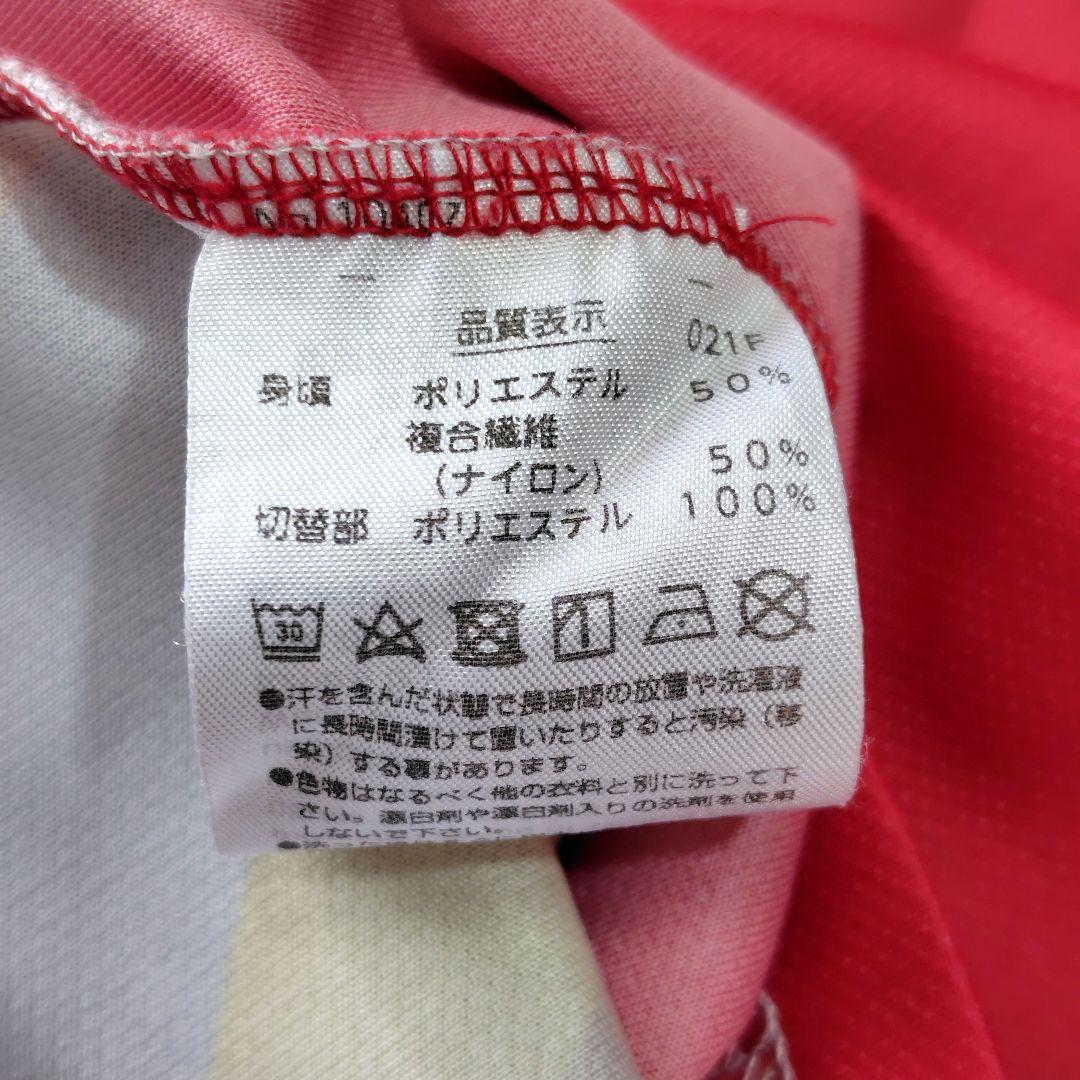 品質表示 021F
身頃 ポリエステル 50%
複合繊維
(ナイロン) 50%
切替部 ポリエステル 100%
30
●汗を含んだ状態で長時間の放置や洗濯液
に長時間漬けて置いたりすると汚染(移
染)する事があります。
●色物はなるべく他の衣料と別に洗って下
さい。漂白剤や漂白剤入りの洗剤を使用
しないで下さい。